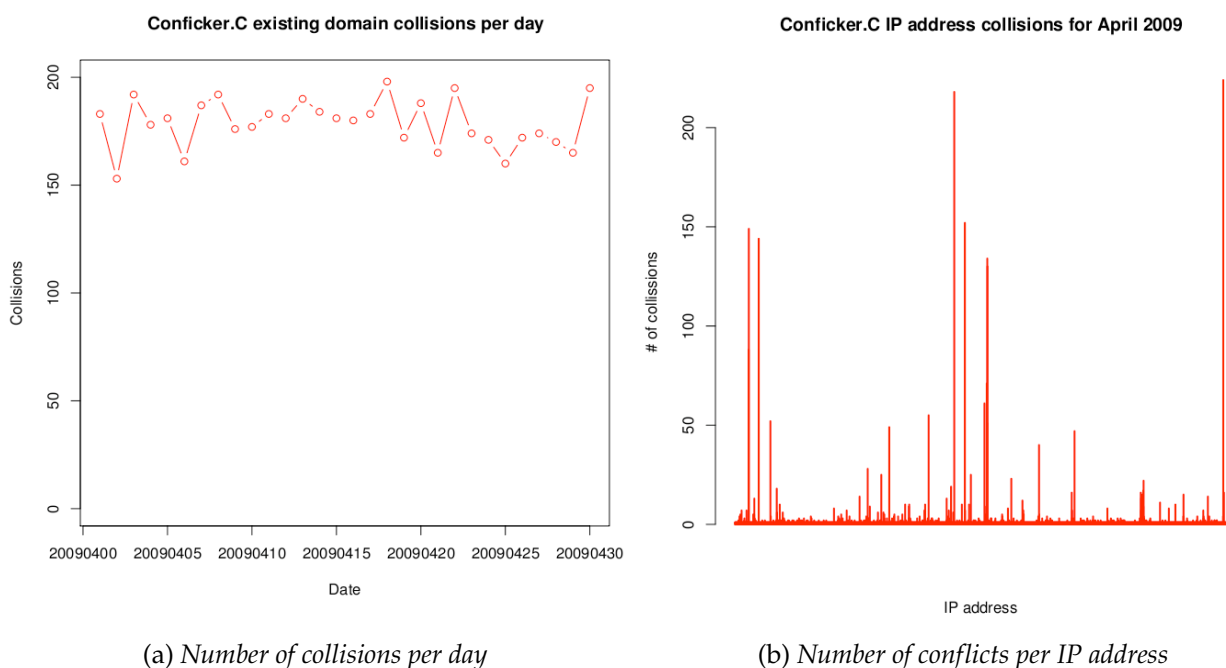 Conficker.C existing domain collisions per day
200
150
100
50
0
Collisions
20090400 20090405 20090410 20090415 20090420 20090425 20090430
Date
(a) Number of collisions per day
Conficker.C IP address collisions for April 2009
200
150
100
50
0
# of collissions
IP address
(b) Number of conflicts per IP address